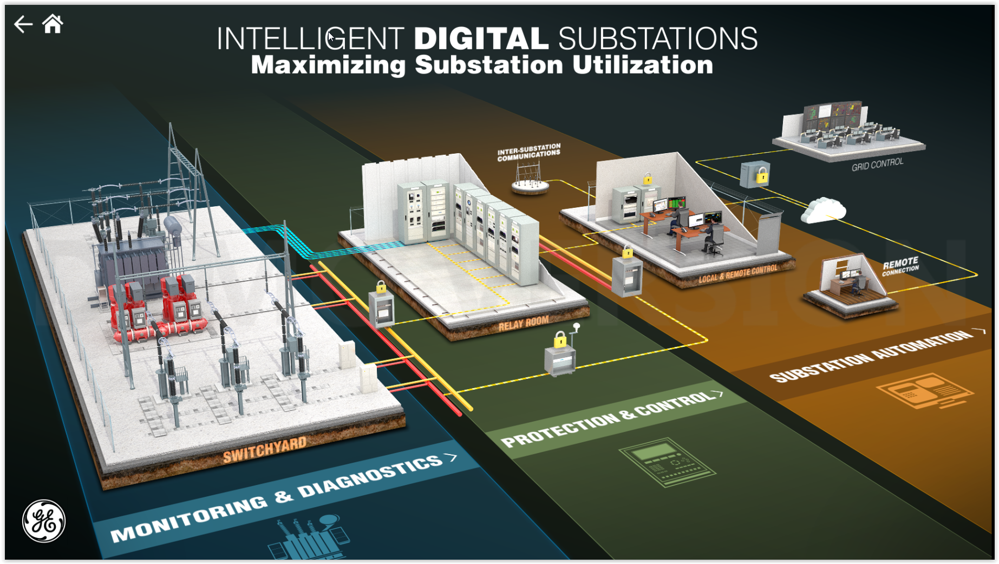 INTELLIGENT DIGITAL SUBSTATIONS
Maximizing Substation Utilization
INTER-SUBSTATION
COMMUNICATIONS
GRID CONTROL
LOCAL & REMOTE CONTROL
REMOTE
CONNECTION
RELAY ROOM
SUBSTATION AUTOMATION >
PROTECTION & CONTROL >
SWITCHYARD
MONITORING & DIAGNOSTICS >
GE